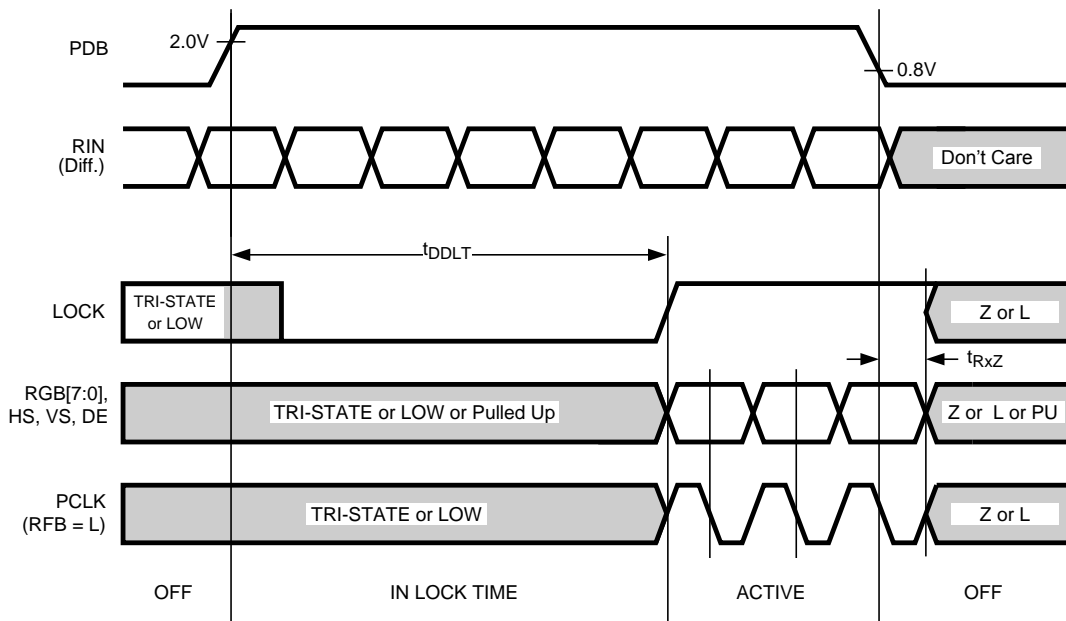 PDB
2.0V
0.8V
RIN
(Diff.)
Don't Care
tDDLT
LOCK
TRI-STATE
or LOW
Z or L
tRxZ
RGB[7:0],
HS, VS, DE
TRI-STATE or LOW or Pulled Up
Z or L or PU
PCLK
(RFB = L)
TRI-STATE or LOW
Z or L
OFF
IN LOCK TIME
ACTIVE
OFF